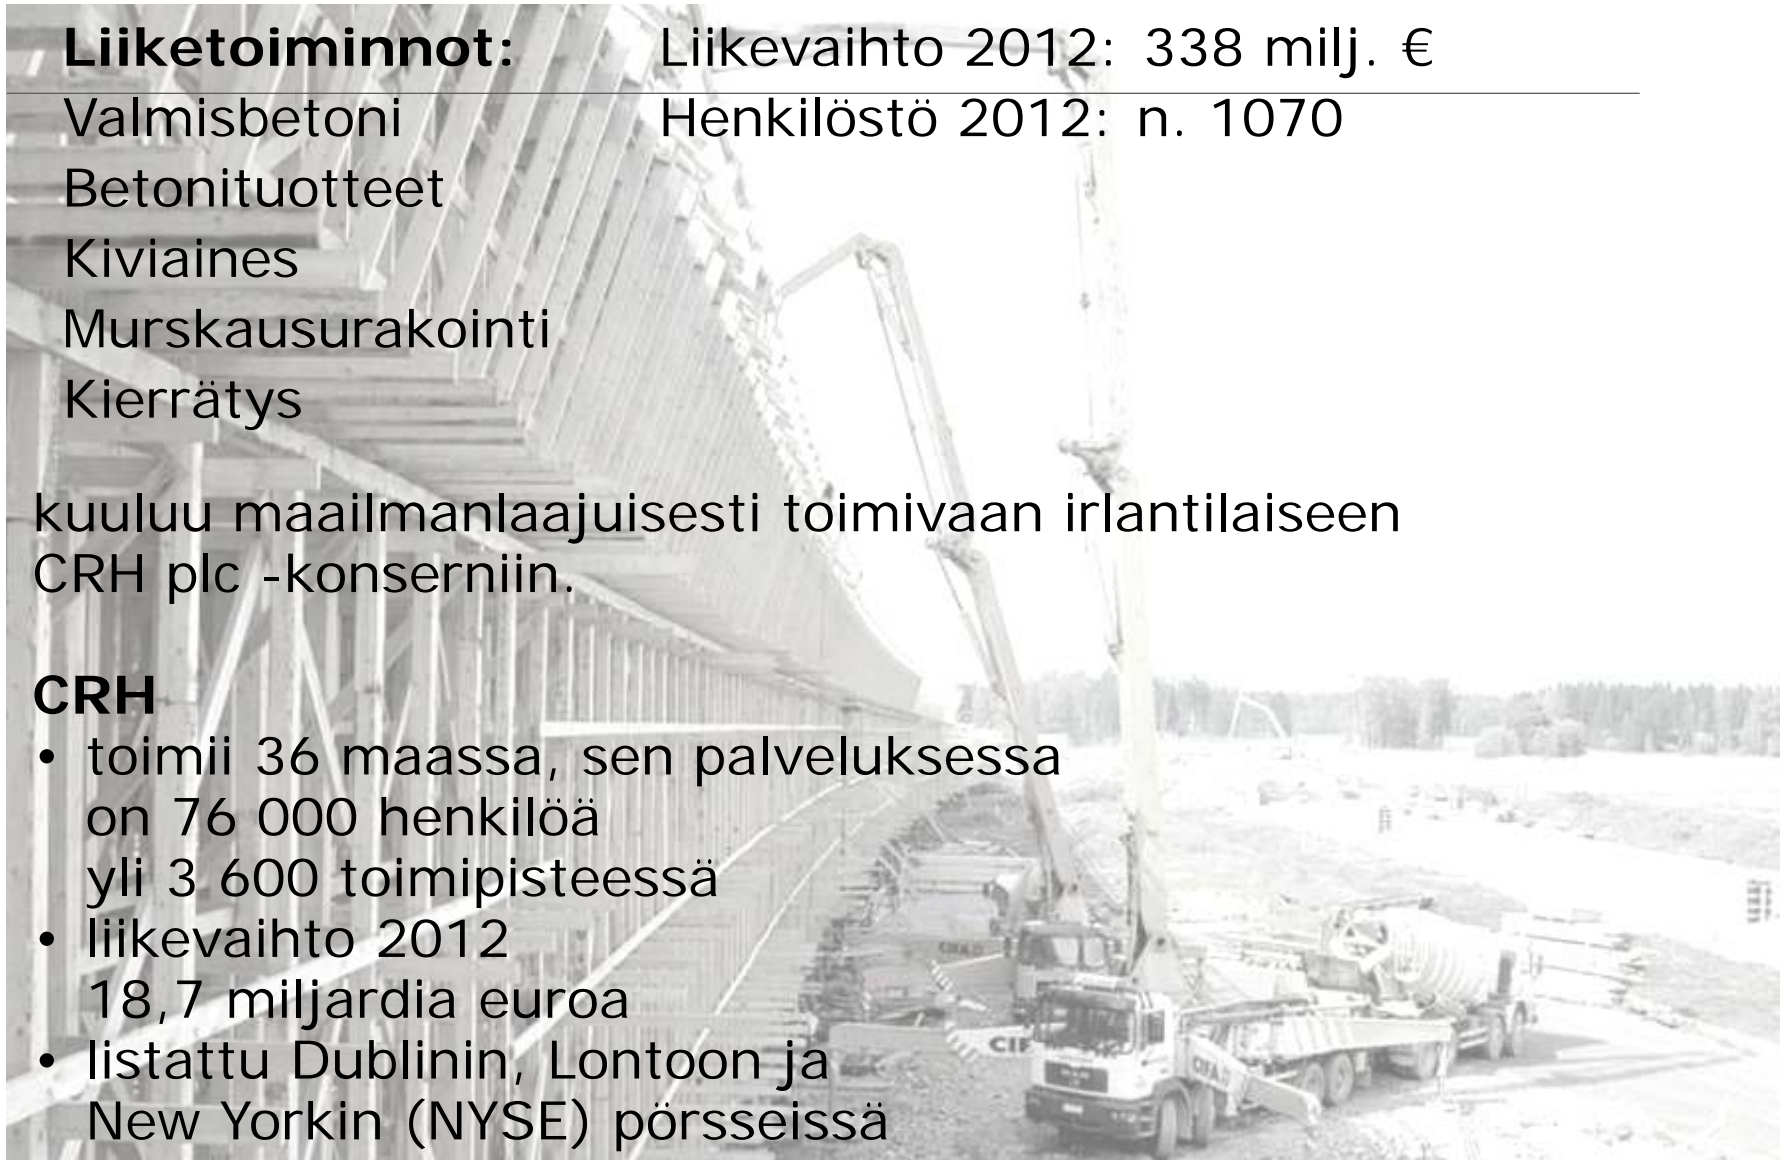 Liiketoiminnot:
Liikevaihto 2012: 338 milj. €
Valmisbetoni
Henkilöstö 2012: n. 1070
Betonituotteet
Kiviaines
Murskausurakointi
Kierrätys
kuuluu maailmanlaajuisesti toimivaan irlantilaiseen
CRH plc -konserniin.
CRH
• toimii 36 maassa, sen palveluksessa
on 76 000 henkilöä
yli 3 600 toimipisteessä
• liikevaihto 2012
18,7 miljardia euroa
• listattu Dublinin, Lontoon ja
New Yorkin (NYSE) pörsseissä
CIFA